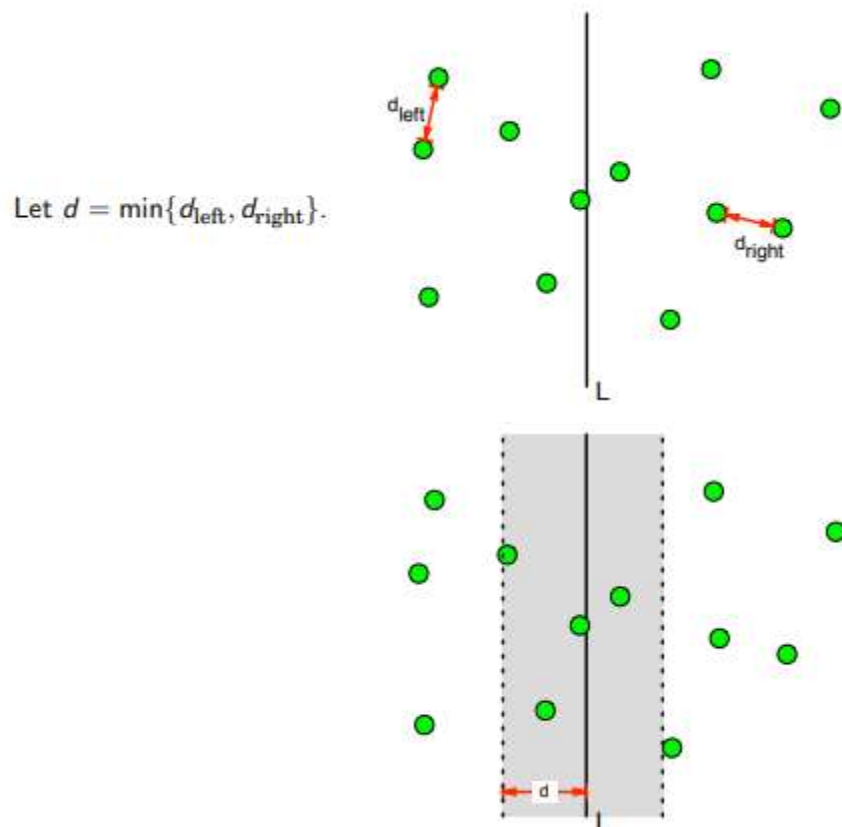 d_left
Let d = min{d_left, d_right}.
d_right
L
d
L